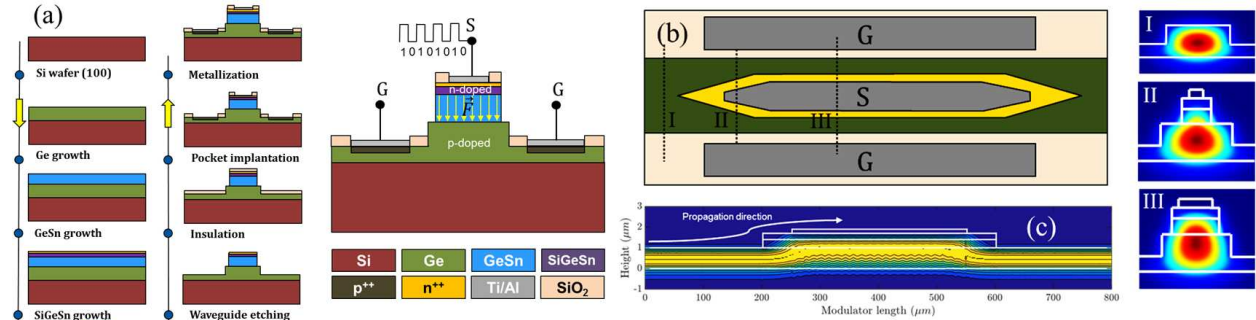 (a)
Si wafer (100)
Ge growth
GeSn growth
SiGeSn growth
Metallization
Pocket implantation
Insulation
Waveguide etching
S
10101010
G
G
n-doped
F
p-doped
Si
Ge
GeSn
SiGeSn
p++
n++
Ti/Al
SiO2
(b)
G
S
G
I
II
III
(c)
Propagation direction
Height (μm)
3
2
1
0
-1
0
100
200
300
400
500
600
700
800
Modulator length (μm)
I
II
III